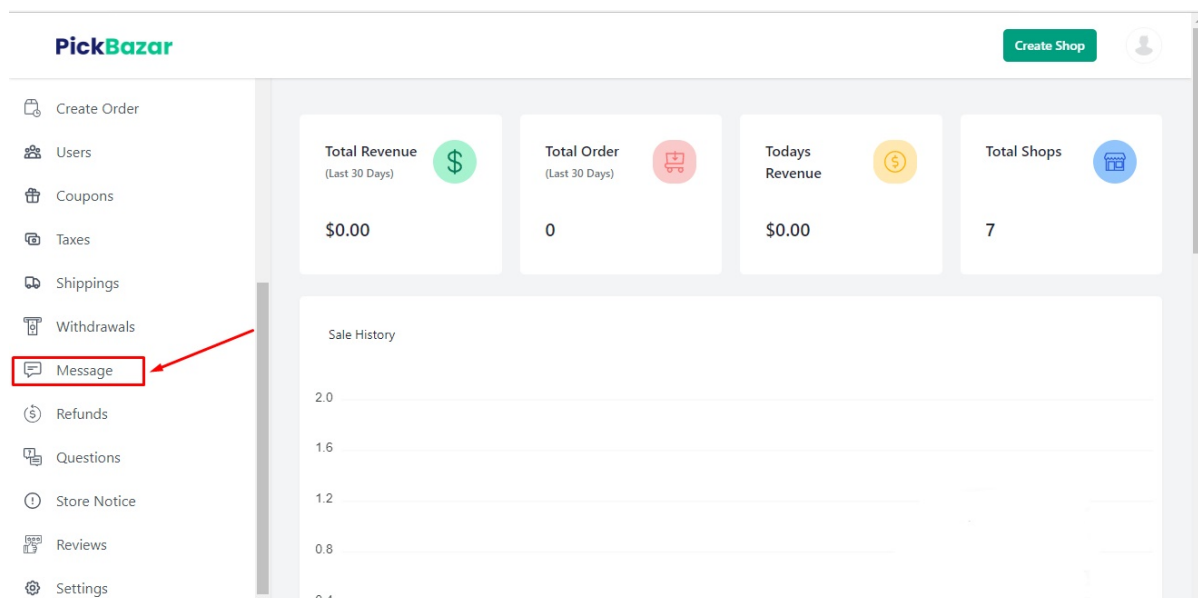 PickBazar
Create Shop
Create Order
Users
Coupons
Taxes
Shippings
Withdrawals
Message
Refunds
Questions
Store Notice
Reviews
Settings
Total Revenue
(Last 30 Days)
$0.00
Total Order
(Last 30 Days)
0
Todays
Revenue
$0.00
Total Shops
7
Sale History
2.0
1.6
1.2
0.8